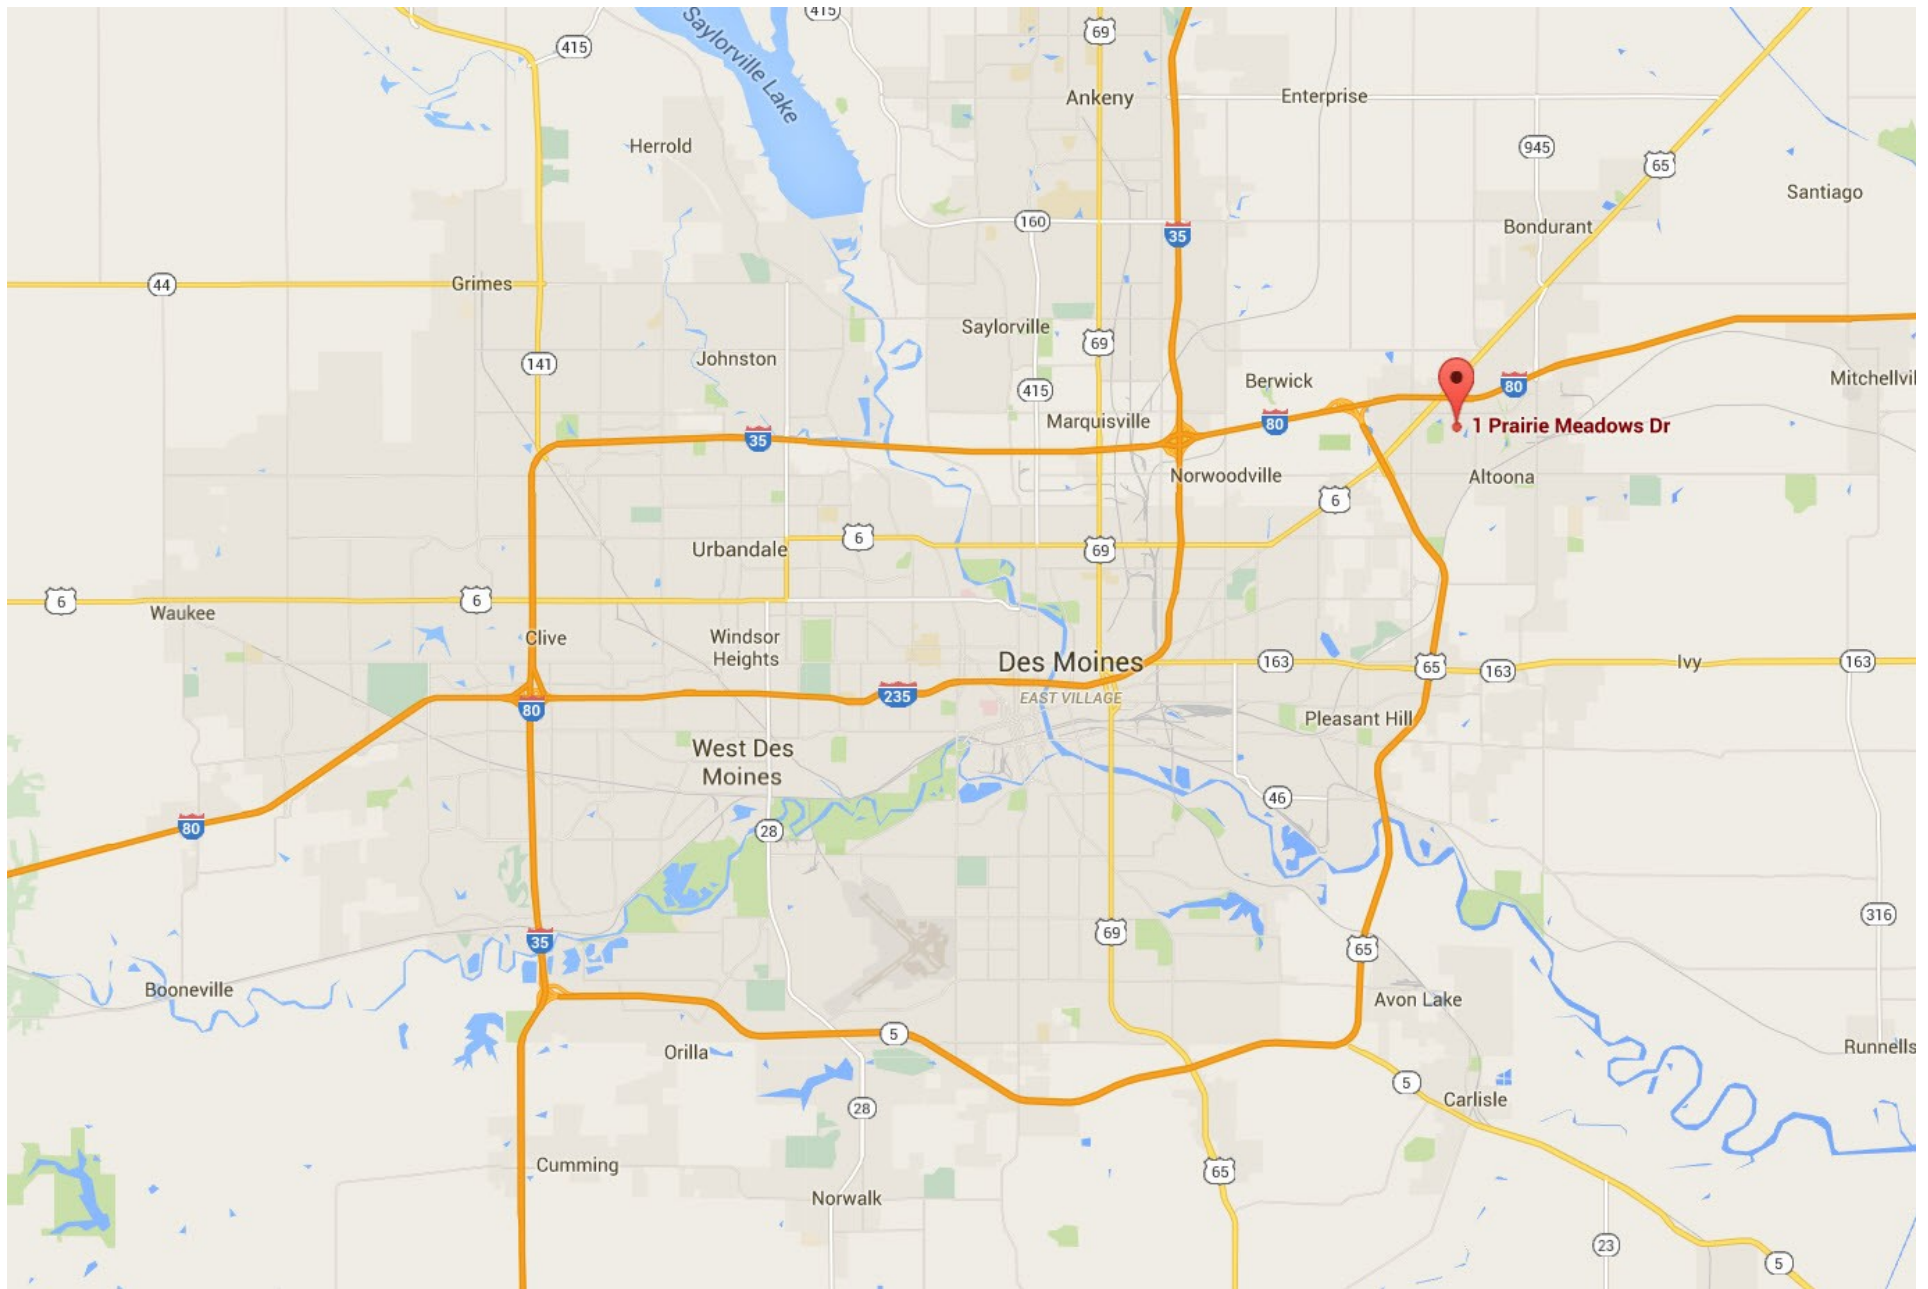 415
415
69
Saylorville Lake
Ankeny
Enterprise
Herrold
945
65
Santiago
160
35
Bondurant
44
Grimes
Saylorville
69
Johnston
141
Berwick
80
Mitchellvil
415
Marquisville
80
35
1 Prairie Meadows Dr
Norwoodville
Altoona
6
Urbandale
6
69
6
Waukee
6
Clive
Windsor
Heights
Des Moines
163
65
163
Ivy
163
235
EAST VILLAGE
80
Pleasant Hill
West Des
Moines
46
80
28
316
35
69
65
Booneville
Avon Lake
5
Orilla
Runnells
5
Carlisle
28
Cumming
65
Norwalk
23
5